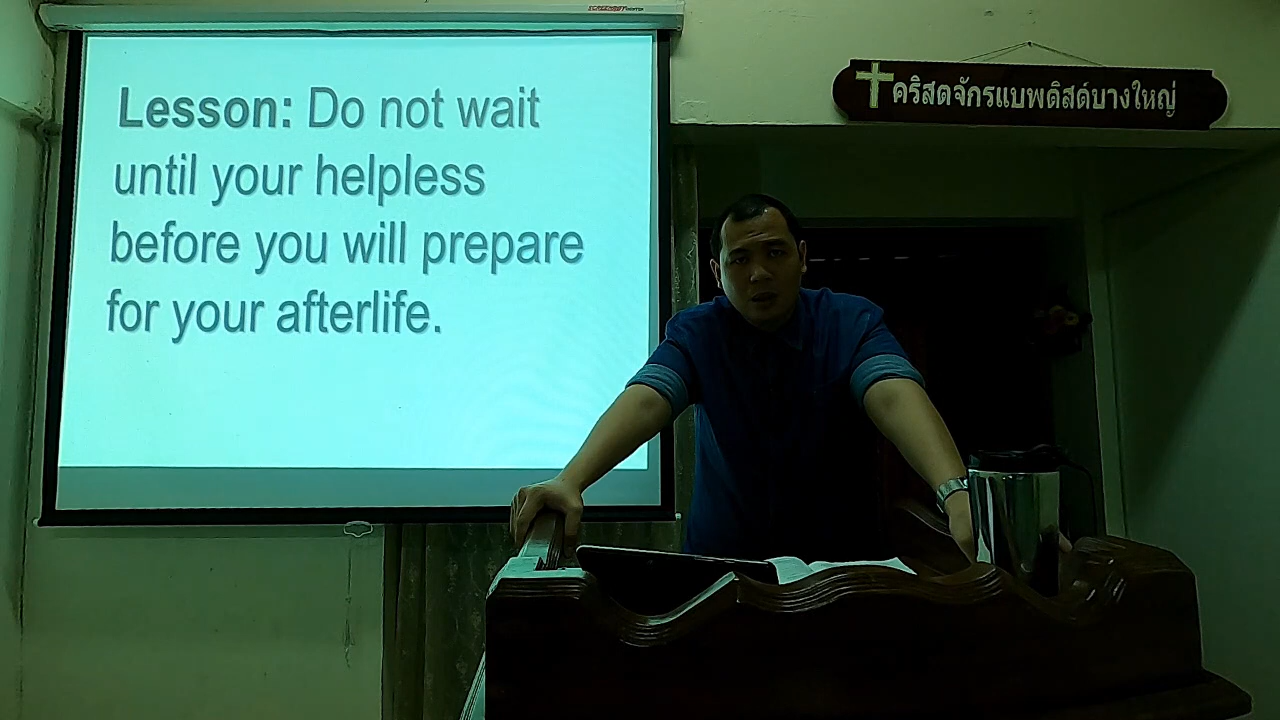 Lesson: Do not wait
until your helpless
before you will prepare
for your afterlife.
คริสตจักรแบพติสต์บางใหญ่